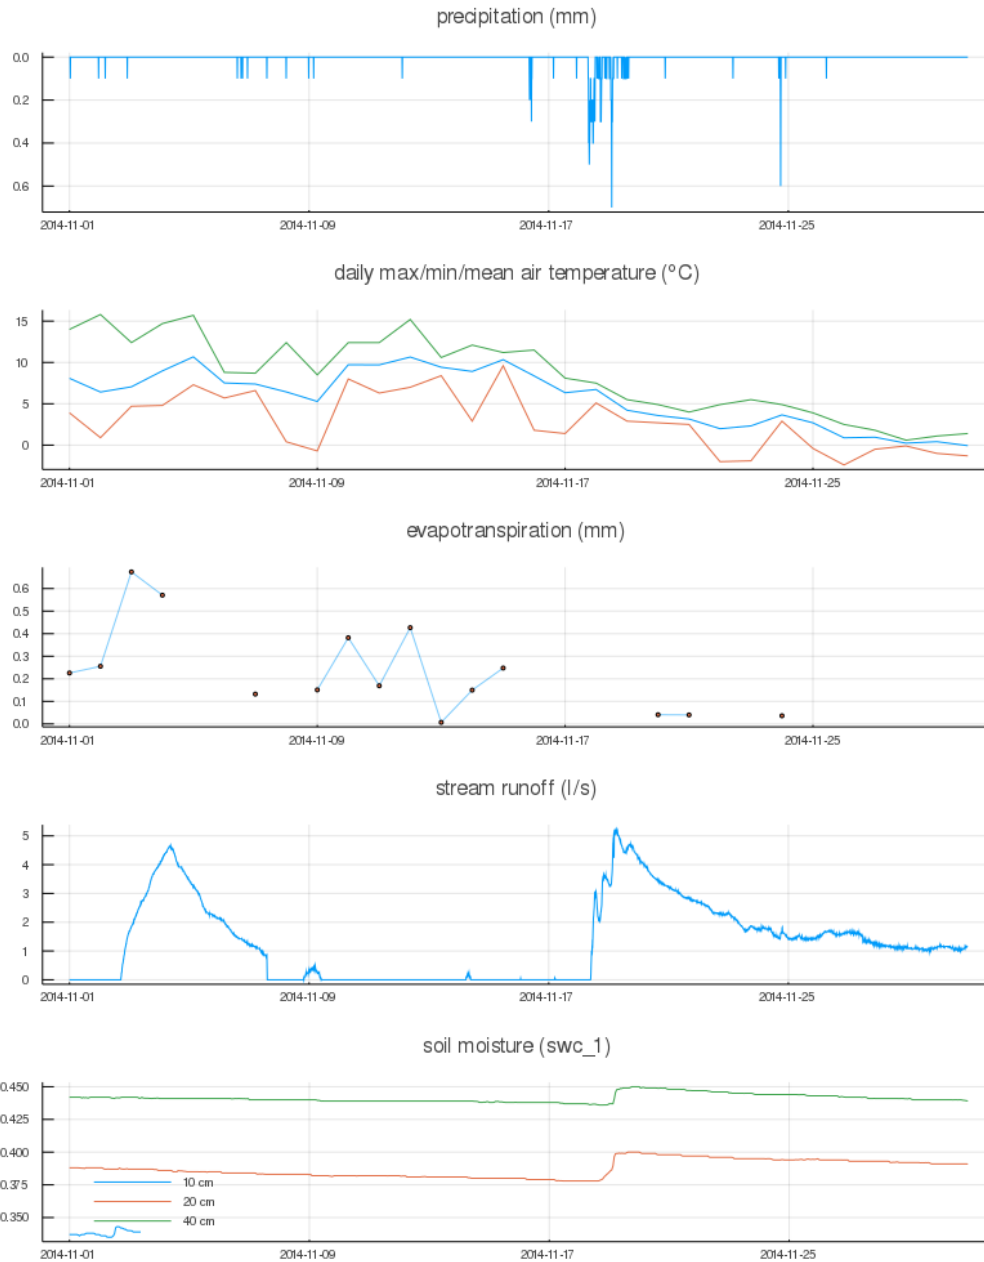 precipitation (mm)
0.0
0.2
0.4
0.6
2014-11-01 2014-11-09 2014-11-17 2014-11-25
daily max/min/mean air temperature (°C)
15
10
5
0
2014-11-01 2014-11-09 2014-11-17 2014-11-25
evapotranspiration (mm)
0.6
0.5
0.4
0.3
0.2
0.1
0.0
2014-11-01 2014-11-09 2014-11-17 2014-11-25
stream runoff (l/s)
5
4
3
2
1
0
2014-11-01 2014-11-09 2014-11-17 2014-11-25
soil moisture (swc_1)
0.450
0.425
0.400
0.375
10 cm
20 cm
0.350
40 cm
2014-11-01 2014-11-09 2014-11-17 2014-11-25